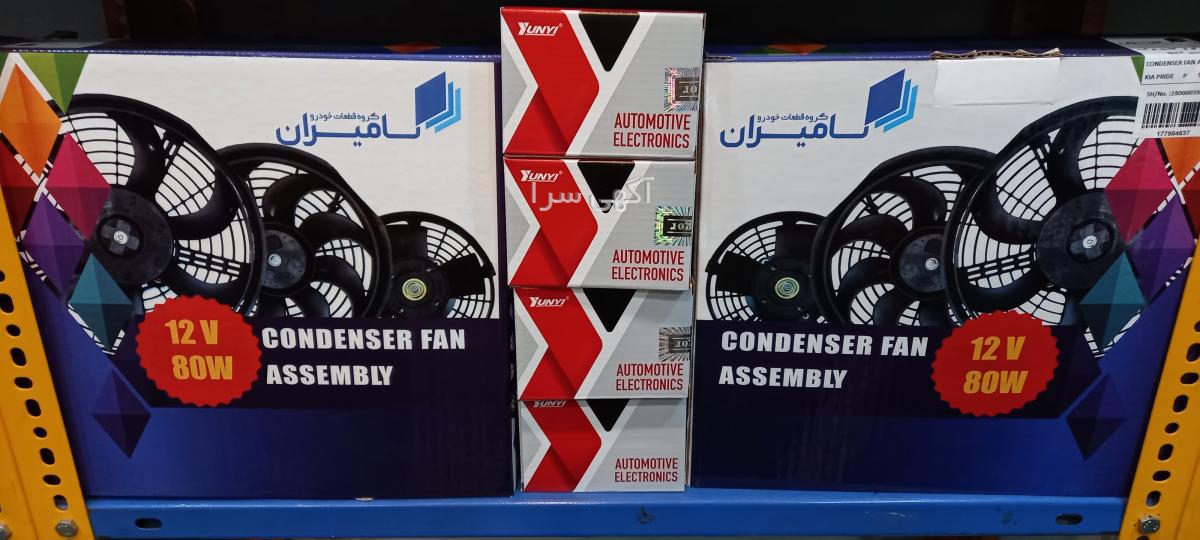 گروه قطعات خودرو
سامیران
12 V
80W
CONDENSER FAN
ASSEMBLY
YUNYI
AUTOMOTIVE
ELECTRONICS
YUNYI
آگهی سرا
AUTOMOTIVE
ELECTRONICS
YUNYI
AUTOMOTIVE
ELECTRONICS
YUNYI
AUTOMOTIVE
ELECTRONICS
گروه قطعات خودرو
سامیران
CONDENSER FAN
ASSEMBLY
12 V
80W
CONDENSER FAN A
KIA PRIDE P
177984637